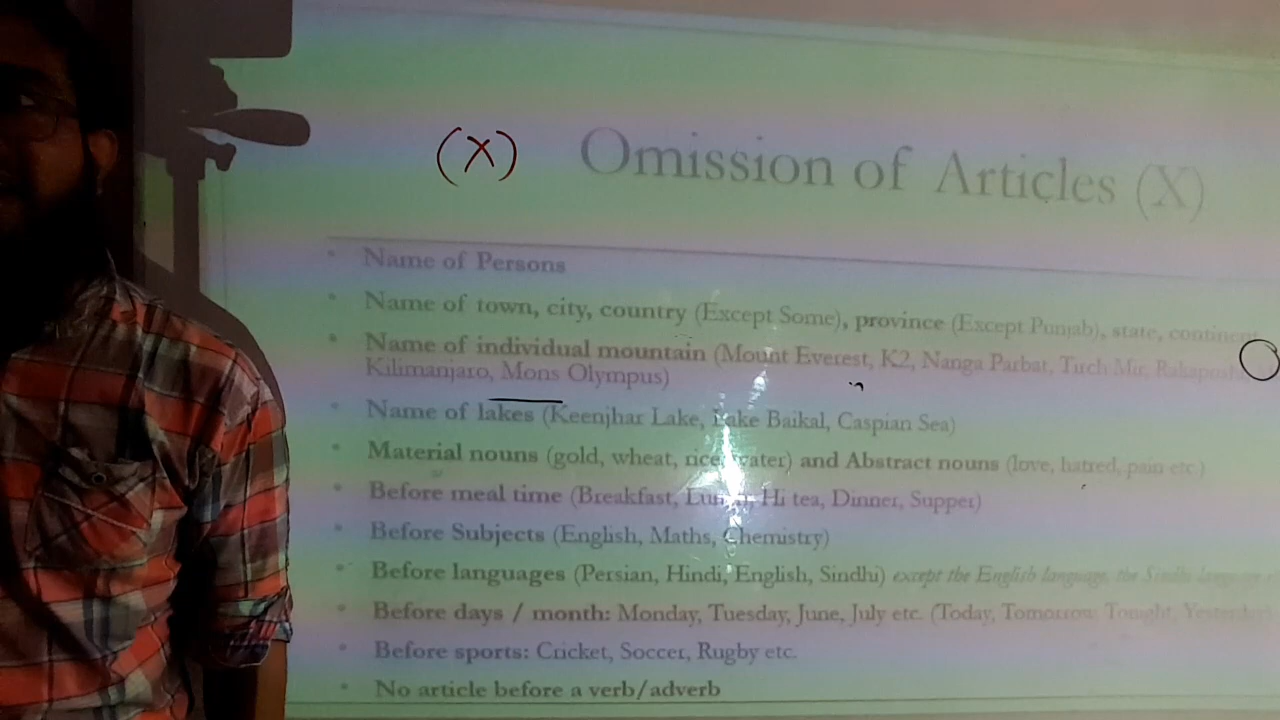 (X) Omission of Articles (X)
• Name of Persons
• Name of town, city, country (Except Some), province (Except Punjab), state, continent
• Name of individual mountain (Mount Everest, K2, Nanga Parbat, Tirch Mir,
Kilimanjaro, Mons Olympus)
• Name of lakes (Keenjhar Lake, Lake Baikal, Caspian Sea)
• Material nouns (gold, wheat, rice, water) and Abstract nouns (love, hatred, pain etc.)
• Before meal time (Breakfast, Hi tea, Dinner, Supper)
• Before Subjects (English, Maths, Chemistry)
• Before languages (Persian, Hindi, English, Sindhi) except the English language, the Sindhi language
• Before days / month: Monday, Tuesday, June, July etc. (Today, Tomorrow, Tonight, Yesterday)
• Before sports: Cricket, Soccer, Rugby etc.
• No article before a verb/adverb